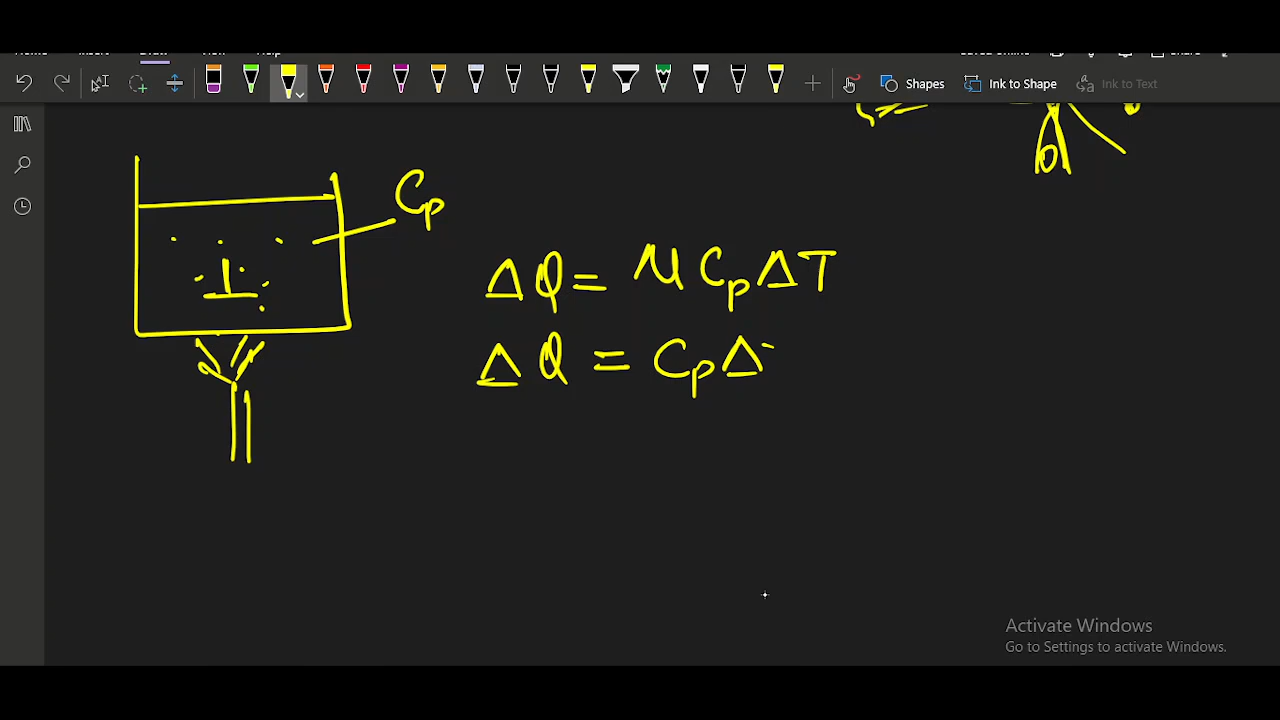 Shapes
Ink to Shape
Ink to Text
Cp
1
ΔQ = μ Cp ΔT
ΔQ = Cp Δ
Activate Windows
Go to Settings to activate Windows.